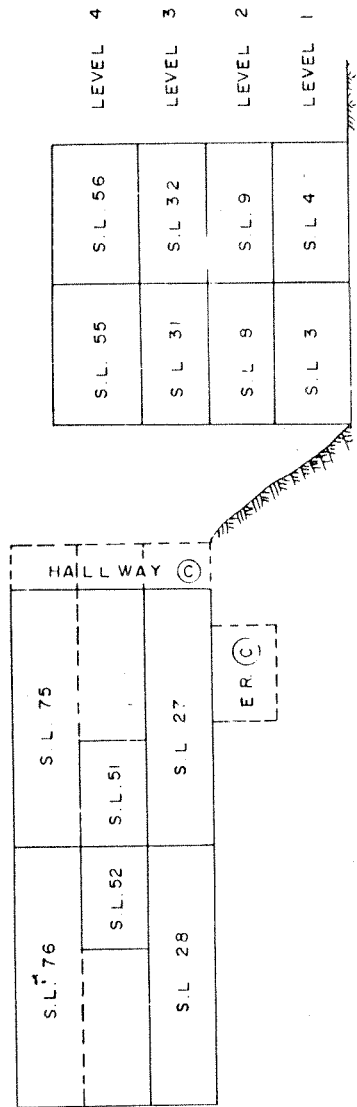 S.L. 76 S.L. 75
HALLWAY Ⓒ
S.L. 55 S.L. 56 LEVEL 4
S.L. 52 S.L. 51
S.L 31 S.L. 32 LEVEL 3
S.L 28 S.L 27
S.L 8 S.L. 9 LEVEL 2
E R. Ⓒ
S.L 3 S.L. 4 LEVEL 1